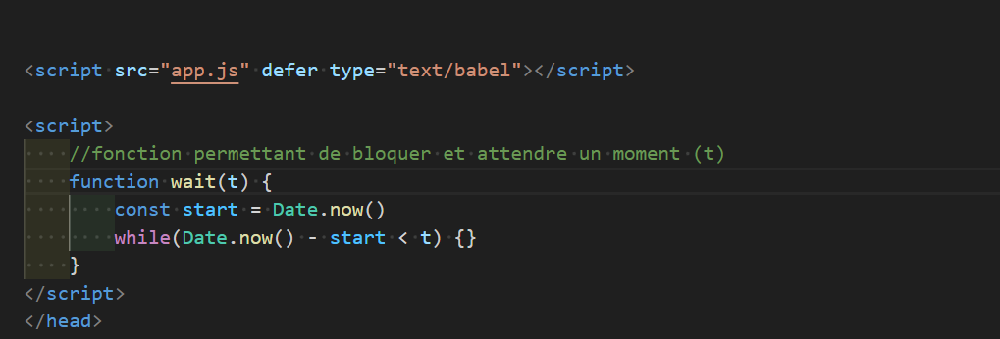 <script src="app.js" defer type="text/babel"></script>
<script>
//fonction permettant de bloquer et attendre un moment (t)
function wait(t) {
const start = Date.now()
while(Date.now() - start < t) {}
}
</script>
</head>